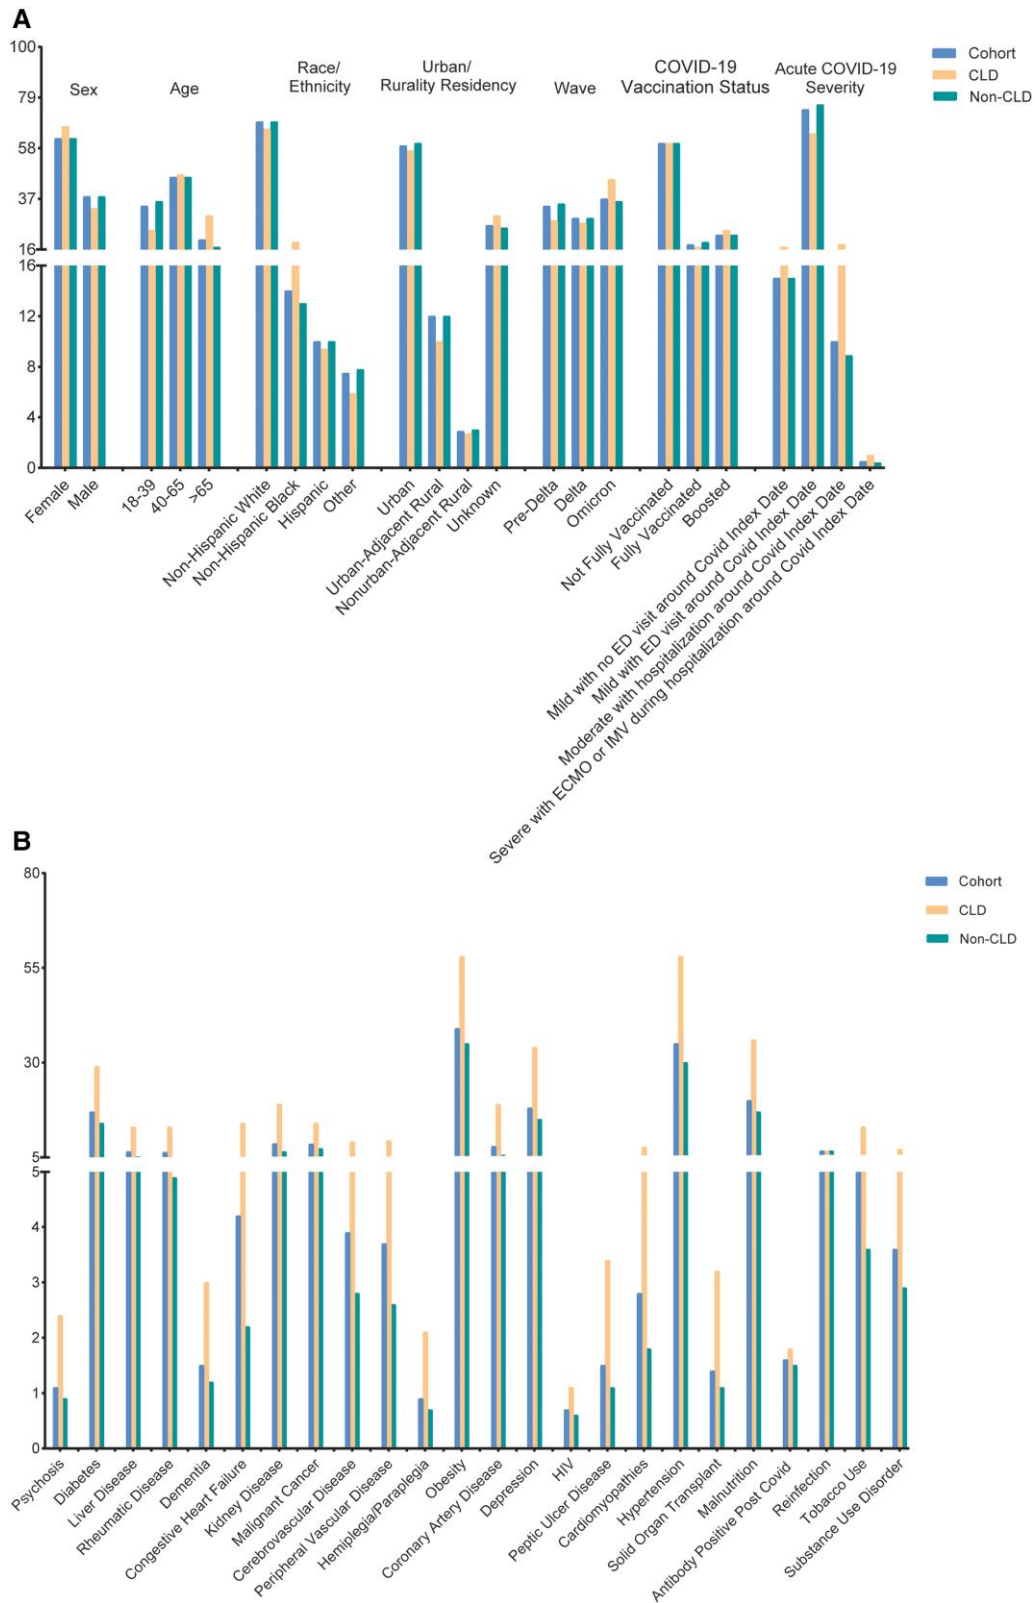 A
100
79
58
37
16
16
12
8
4
0
Sex
Age
Race/
Ethnicity
Urban/
Rurality Residency
Wave
COVID-19
Vaccination Status
Acute COVID-19
Severity
Cohort
CLD
Non-CLD
Female
Male
18-39
40-65
>65
Non-Hispanic White
Non-Hispanic Black
Hispanic
Other
Urban
Urban-Adjacent Rural
Nonurban-Adjacent Rural
Unknown
Pre-Delta
Delta
Omicron
Not Fully Vaccinated
Fully Vaccinated
Boosted
Mild with no ED visit around Covid Index Date
Mild with ED visit around Covid Index Date
Moderate with hospitalization around Covid Index Date
Severe with ECMO or IMV during hospitalization around Covid Index Date
B
80
55
30
5
5
4
3
2
1
0
Cohort
CLD
Non-CLD
Psychosis
Diabetes
Liver Disease
Rheumatic Disease
Dementia
Congestive Heart Failure
Kidney Disease
Malignant Cancer
Cerebrovascular Disease
Peripheral Vascular Disease
Hemiplegia/Paraplegia
Obesity
Coronary Artery Disease
Depression
HIV
Peptic Ulcer Disease
Cardiomyopathies
Hypertension
Solid Organ Transplant
Malnutrition
Antibody Positive Post Covid
Reinfection
Tobacco Use
Substance Use Disorder